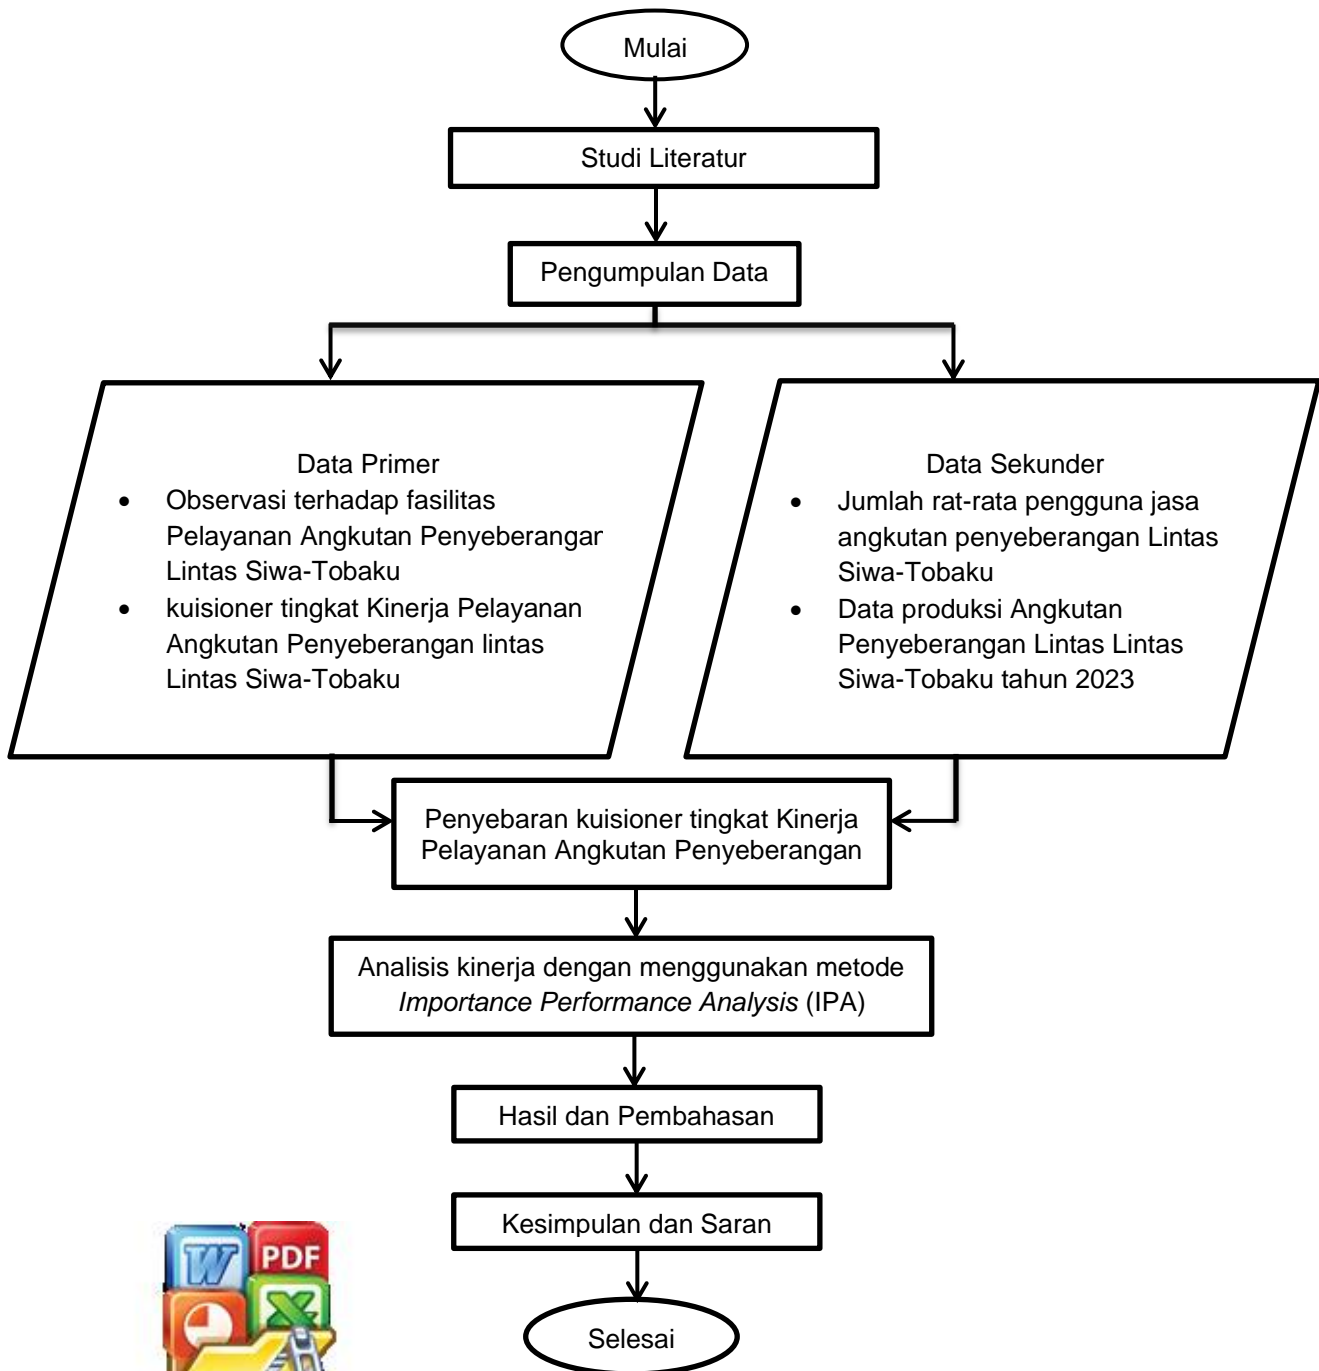 Mulai
Studi Literatur
Pengumpulan Data
Data Primer
• Observasi terhadap fasilitas
Pelayanan Angkutan Penyeberangan
Lintas Siwa-Tobaku
• kuisioner tingkat Kinerja Pelayanan
Angkutan Penyeberangan lintas
Lintas Siwa-Tobaku
Data Sekunder
• Jumlah rat-rata pengguna jasa
angkutan penyeberangan Lintas
Siwa-Tobaku
• Data produksi Angkutan
Penyeberangan Lintas Lintas
Siwa-Tobaku tahun 2023
Penyebaran kuisioner tingkat Kinerja
Pelayanan Angkutan Penyeberangan
Analisis kinerja dengan menggunakan metode
Importance Performance Analysis (IPA)
Hasil dan Pembahasan
Kesimpulan dan Saran
W PDF
X
Selesai